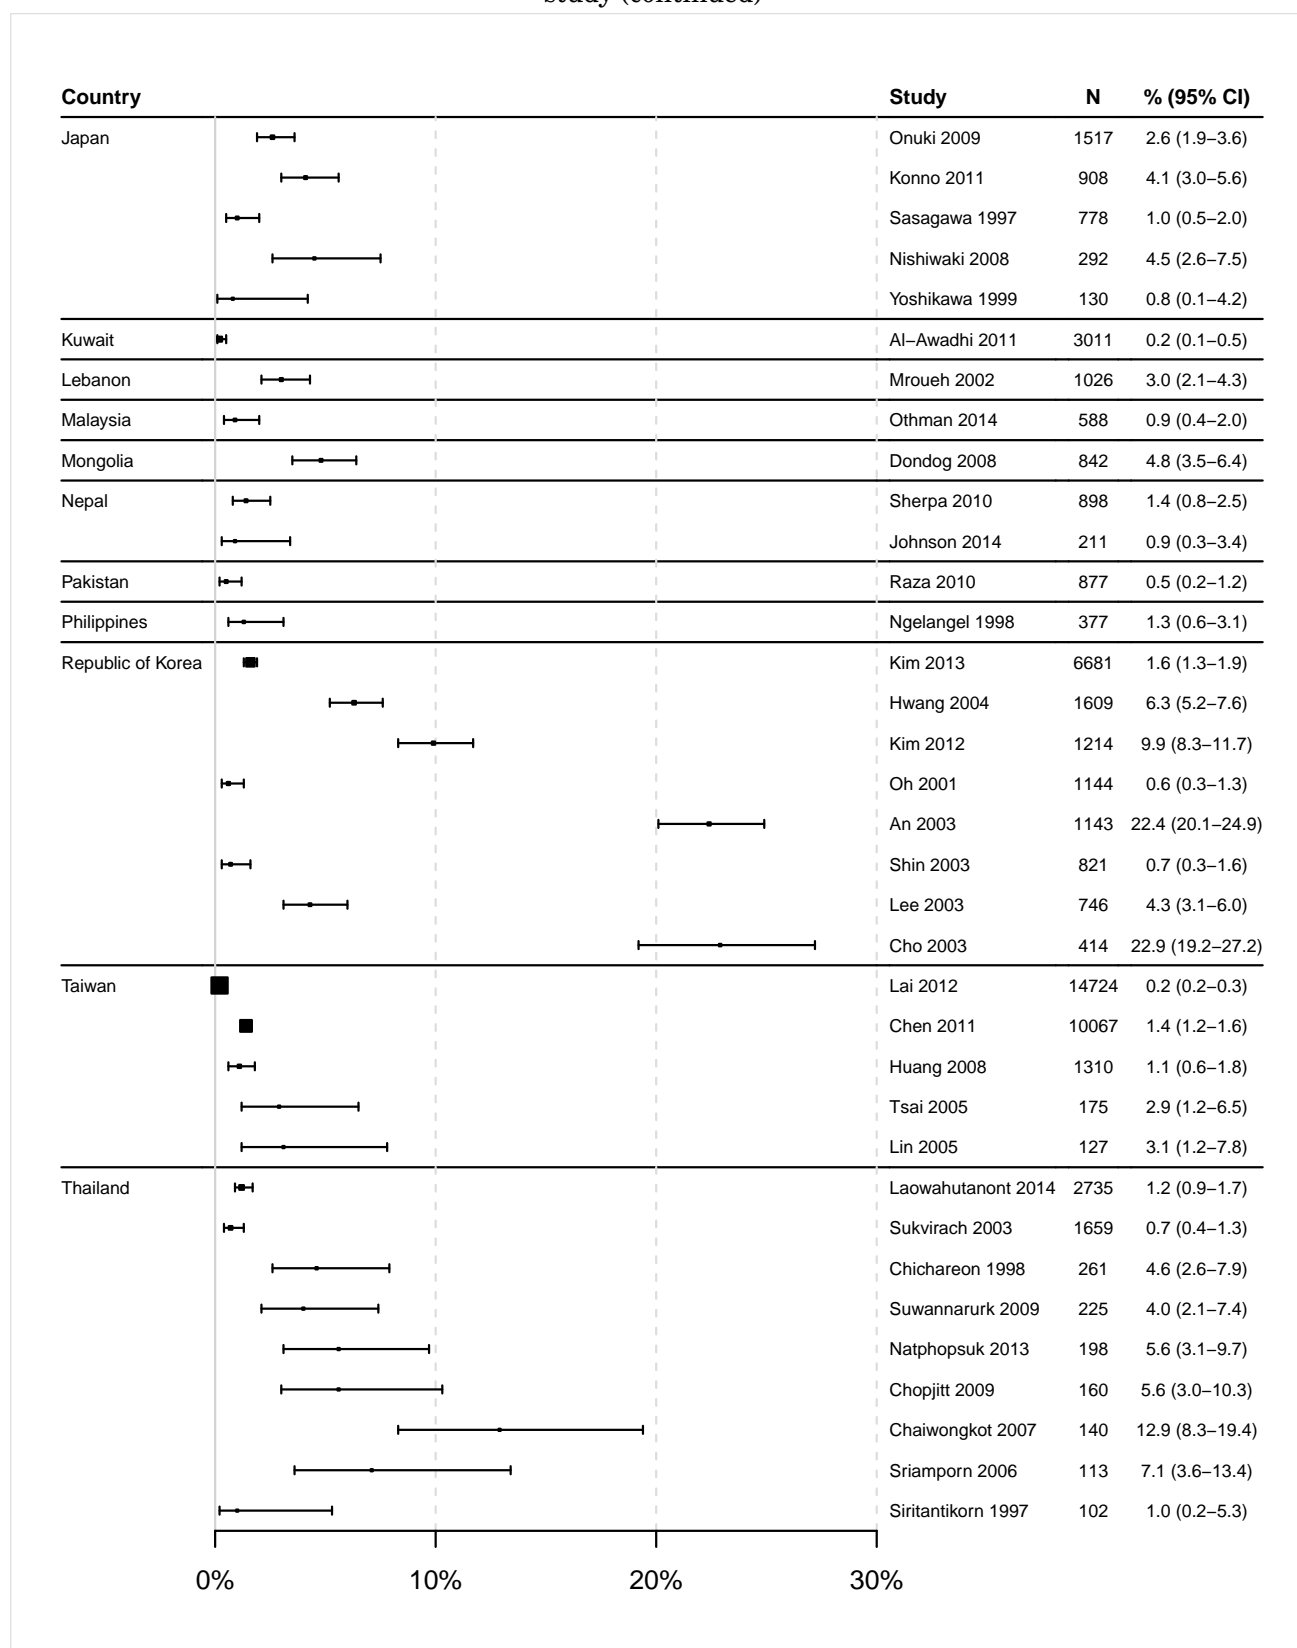 study (continued)
Country Study N % (95% CI)
Japan Onuki 2009 1517 2.6 (1.9–3.6)
Konno 2011 908 4.1 (3.0–5.6)
Sasagawa 1997 778 1.0 (0.5–2.0)
Nishiwaki 2008 292 4.5 (2.6–7.5)
Yoshikawa 1999 130 0.8 (0.1–4.2)
Kuwait Al–Awadhi 2011 3011 0.2 (0.1–0.5)
Lebanon Mroueh 2002 1026 3.0 (2.1–4.3)
Malaysia Othman 2014 588 0.9 (0.4–2.0)
Mongolia Dondog 2008 842 4.8 (3.5–6.4)
Nepal Sherpa 2010 898 1.4 (0.8–2.5)
Johnson 2014 211 0.9 (0.3–3.4)
Pakistan Raza 2010 877 0.5 (0.2–1.2)
Philippines Ngelangel 1998 377 1.3 (0.6–3.1)
Republic of Korea Kim 2013 6681 1.6 (1.3–1.9)
Hwang 2004 1609 6.3 (5.2–7.6)
Kim 2012 1214 9.9 (8.3–11.7)
Oh 2001 1144 0.6 (0.3–1.3)
An 2003 1143 22.4 (20.1–24.9)
Shin 2003 821 0.7 (0.3–1.6)
Lee 2003 746 4.3 (3.1–6.0)
Cho 2003 414 22.9 (19.2–27.2)
Taiwan Lai 2012 14724 0.2 (0.2–0.3)
Chen 2011 10067 1.4 (1.2–1.6)
Huang 2008 1310 1.1 (0.6–1.8)
Tsai 2005 175 2.9 (1.2–6.5)
Lin 2005 127 3.1 (1.2–7.8)
Thailand Laowahutanont 2014 2735 1.2 (0.9–1.7)
Sukvirach 2003 1659 0.7 (0.4–1.3)
Chichareon 1998 261 4.6 (2.6–7.9)
Suwannarurk 2009 225 4.0 (2.1–7.4)
Natphopsuk 2013 198 5.6 (3.1–9.7)
Chopjitt 2009 160 5.6 (3.0–10.3)
Chaiwongkot 2007 140 12.9 (8.3–19.4)
Sriamporn 2006 113 7.1 (3.6–13.4)
Siritantikorn 1997 102 1.0 (0.2–5.3)
0% 10% 20% 30%